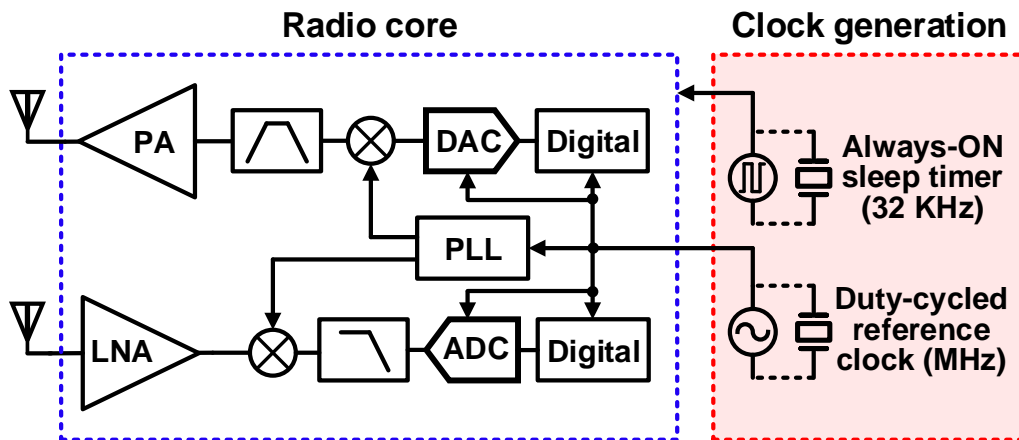 Radio core
Clock generation
PA
DAC
Digital
Always-ON
sleep timer
(32 KHz)
PLL
LNA
ADC
Digital
Duty-cycled
reference
clock (MHz)